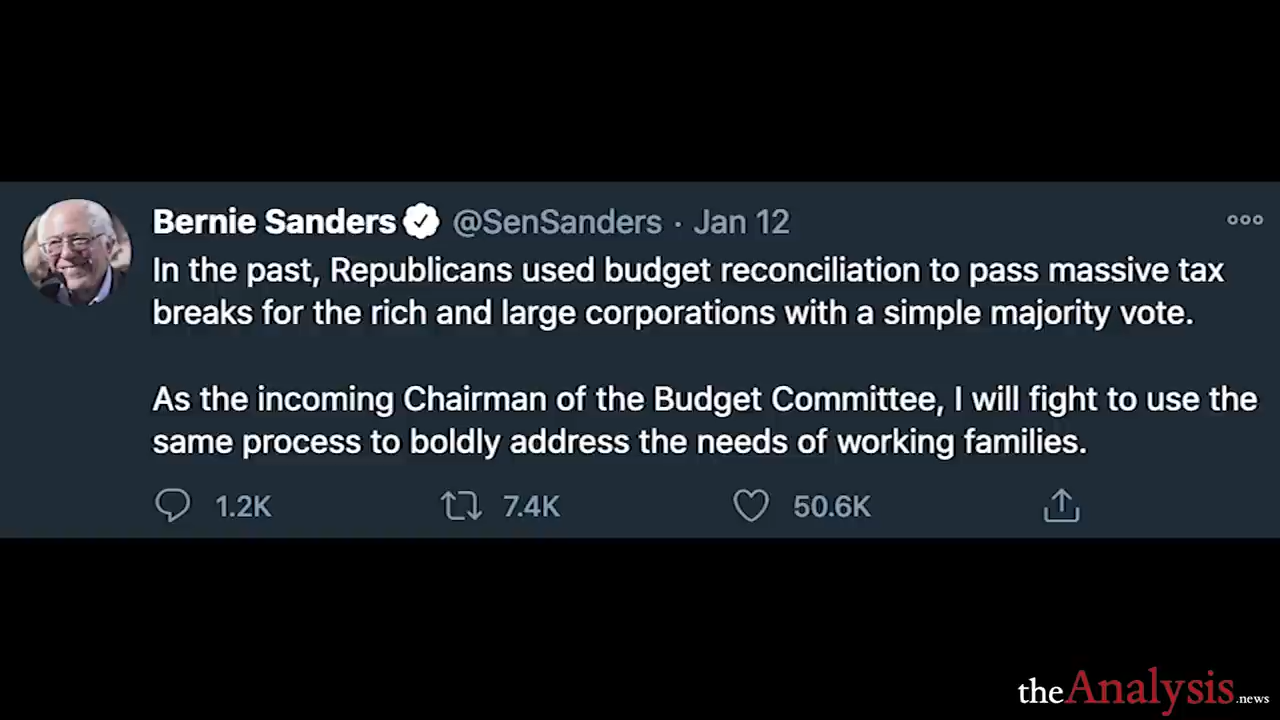 Bernie Sanders @SenSanders · Jan 12
In the past, Republicans used budget reconciliation to pass massive tax
breaks for the rich and large corporations with a simple majority vote.
As the incoming Chairman of the Budget Committee, I will fight to use the
same process to boldly address the needs of working families.
1.2K 7.4K 50.6K
theAnalysis.news